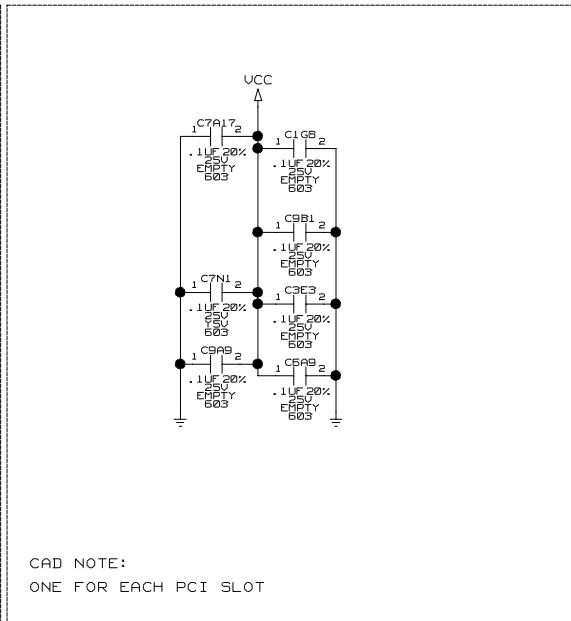 VCC
1 C7A17 2
.1UF 20%
25V
EMPTY
603
1 C1G8 2
.1UF 20%
25V
EMPTY
603
1 C9B1 2
.1UF 20%
25V
EMPTY
603
1 C7N1 2
.1UF 20%
25V
Y5V
603
1 C3E3 2
.1UF 20%
25V
EMPTY
603
1 C9A9 2
.1UF 20%
25V
EMPTY
603
1 C6A9 2
.1UF 20%
25V
EMPTY
603
CAD NOTE:
ONE FOR EACH PCI SLOT